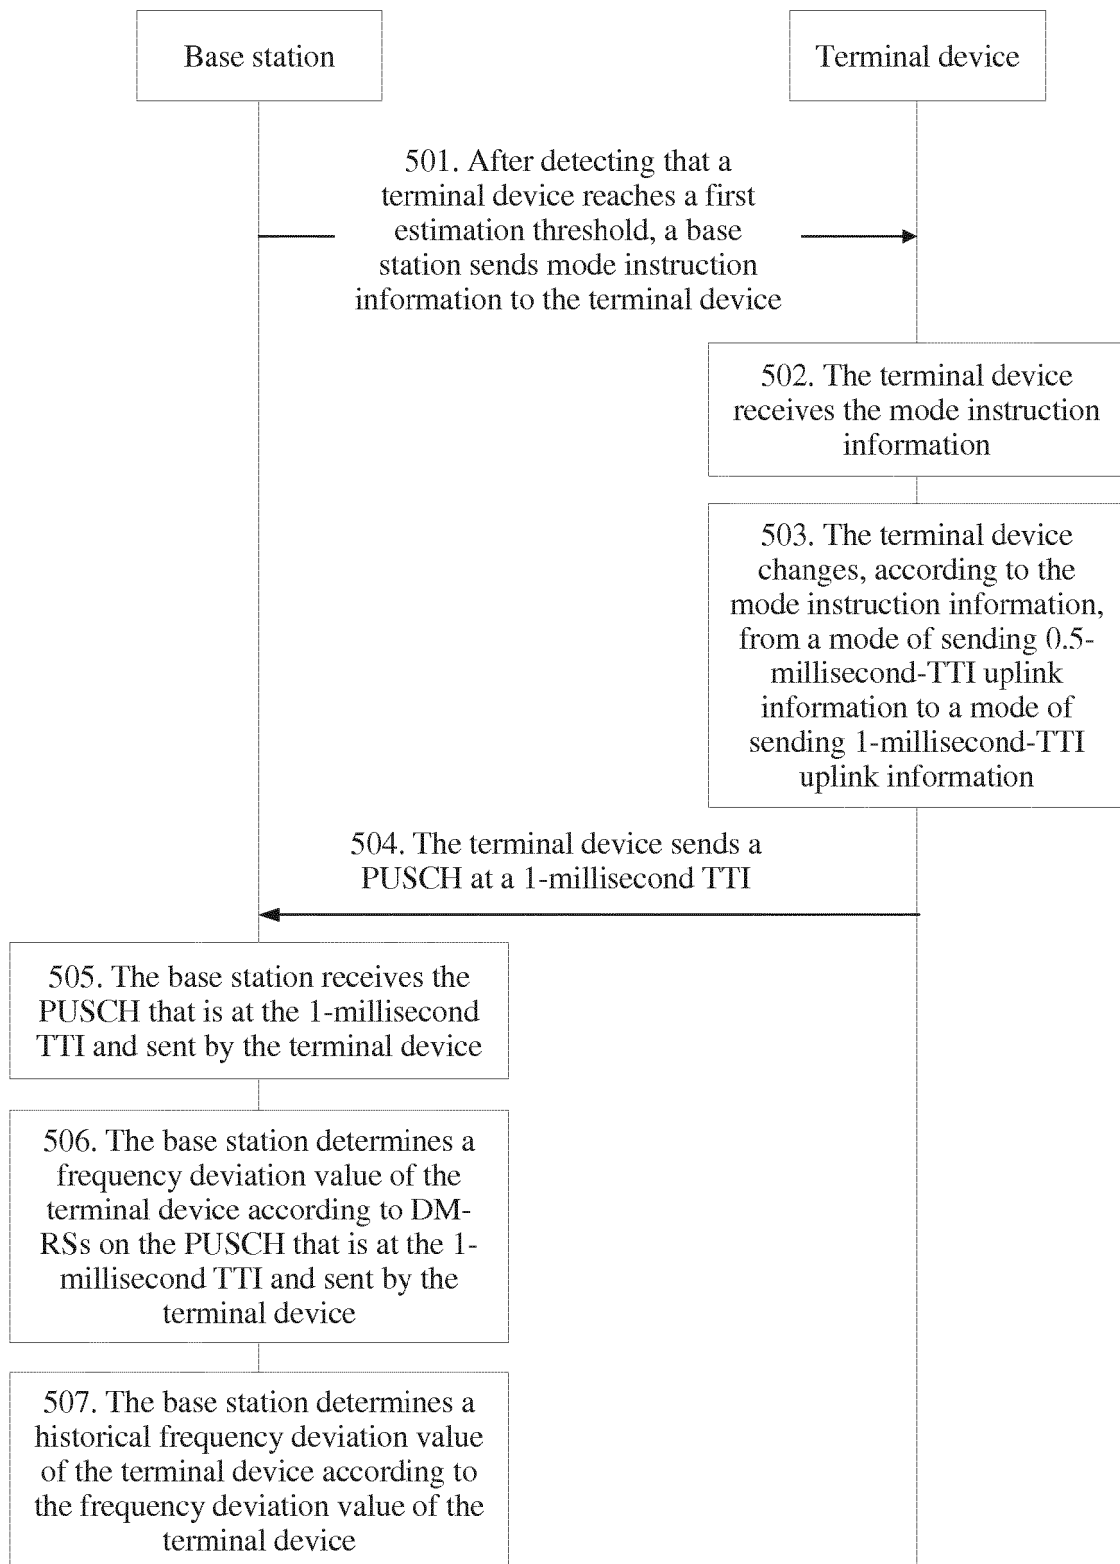 Base station
Terminal device
501. After detecting that a
terminal device reaches a first
estimation threshold, a base
station sends mode instruction
information to the terminal device
502. The terminal device
receives the mode instruction
information
503. The terminal device
changes, according to the
mode instruction information,
from a mode of sending 0.5-
millisecond-TTI uplink
information to a mode of
sending 1-millisecond-TTI
uplink information
504. The terminal device sends a
PUSCH at a 1-millisecond TTI
505. The base station receives the
PUSCH that is at the 1-millisecond
TTI and sent by the terminal device
506. The base station determines a
frequency deviation value of the
terminal device according to DM-
RSs on the PUSCH that is at the 1-
millisecond TTI and sent by the
terminal device
507. The base station determines a
historical frequency deviation value
of the terminal device according to
the frequency deviation value of the
terminal device